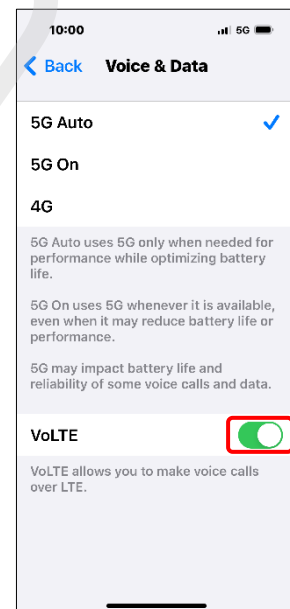 10:00
5G
Back Voice & Data
5G Auto
5G On
4G
5G Auto uses 5G only when needed for
performance while optimizing battery
life.
5G On uses 5G whenever it is available,
even when it may reduce battery life or
performance.
5G may impact battery life and
reliability of some voice calls and data.
VoLTE
VoLTE allows you to make voice calls
over LTE.